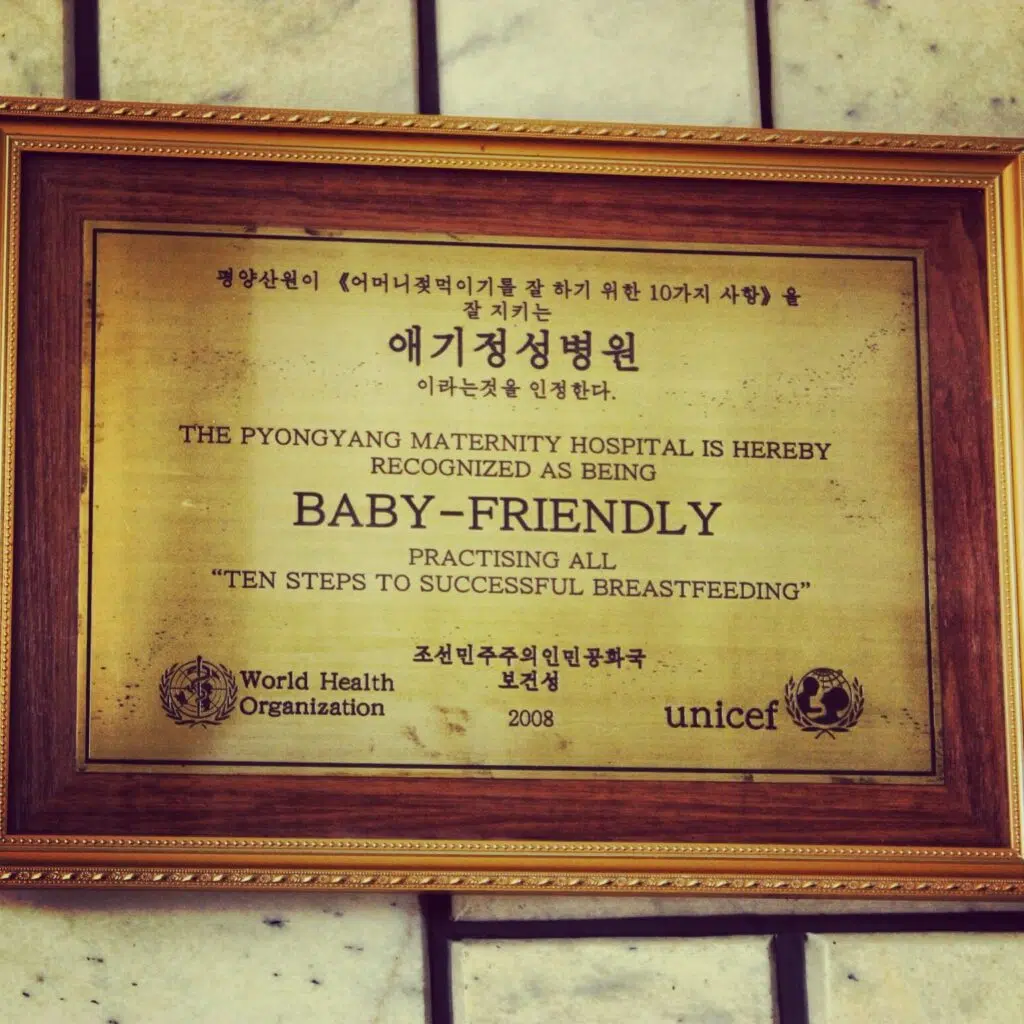 평양산원이 《어머니젖먹이기를 잘 하기 위한 10가지 사항》을
잘 지키는
애기정성병원
이라는것을 인정한다.
THE PYONGYANG MATERNITY HOSPITAL IS HEREBY
RECOGNIZED AS BEING
BABY-FRIENDLY
PRACTISING ALL
“TEN STEPS TO SUCCESSFUL BREASTFEEDING”
World Health
Organization
조선민주주의인민공화국
보건성
2008
unicef